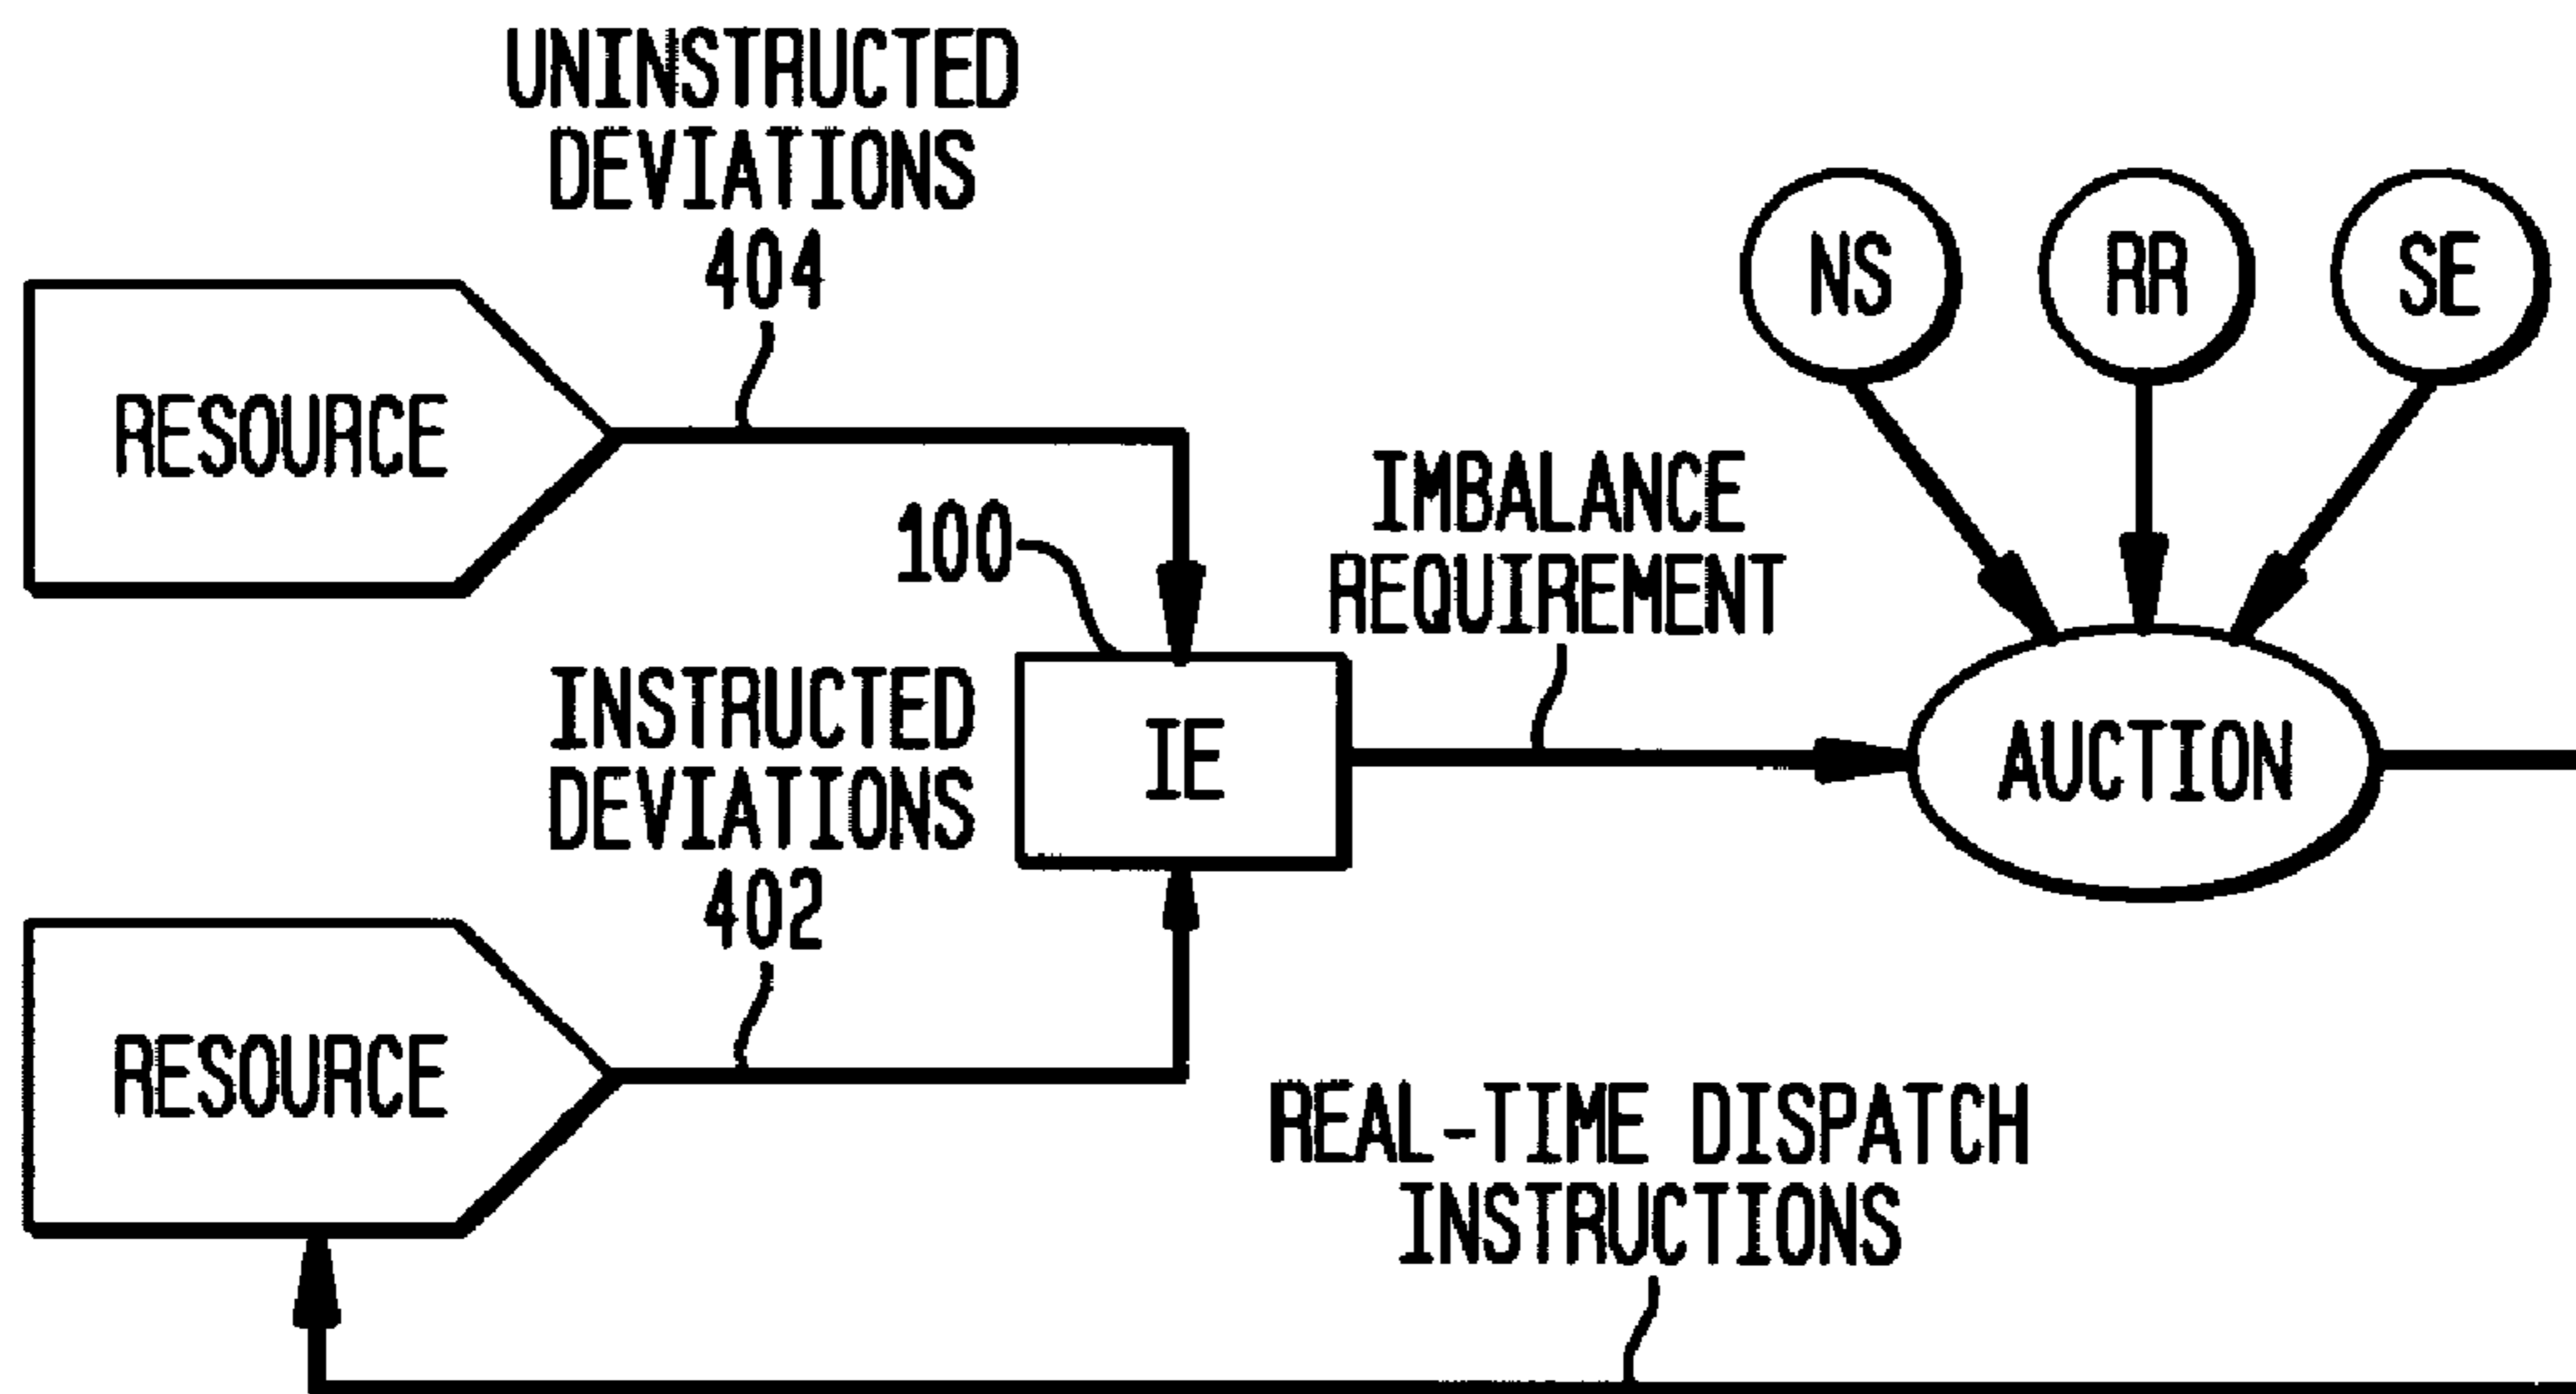 UNINSTRUCTED
DEVIATIONS
404
NS
RR
SE
RESOURCE
100
IMBALANCE
REQUIREMENT
INSTRUCTED
DEVIATIONS
402
IE
AUCTION
RESOURCE
REAL-TIME DISPATCH
INSTRUCTIONS